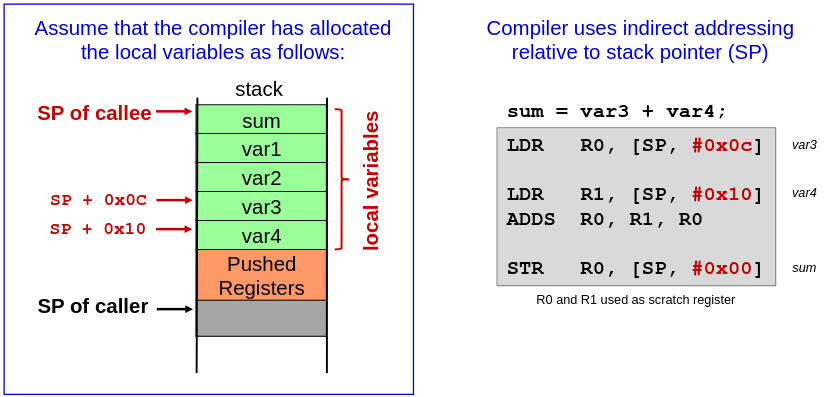 Assume that the compiler has allocated
the local variables as follows:
stack
SP of callee
sum
var1
var2
SP + 0x0C
var3
SP + 0x10
var4
local variables
Pushed
Registers
SP of caller
Compiler uses indirect addressing
relative to stack pointer (SP)
sum = var3 + var4;
LDR R0, [SP, #0x0c] var3
LDR R1, [SP, #0x10] var4
ADDS R0, R1, R0
STR R0, [SP, #0x00] sum
R0 and R1 used as scratch register